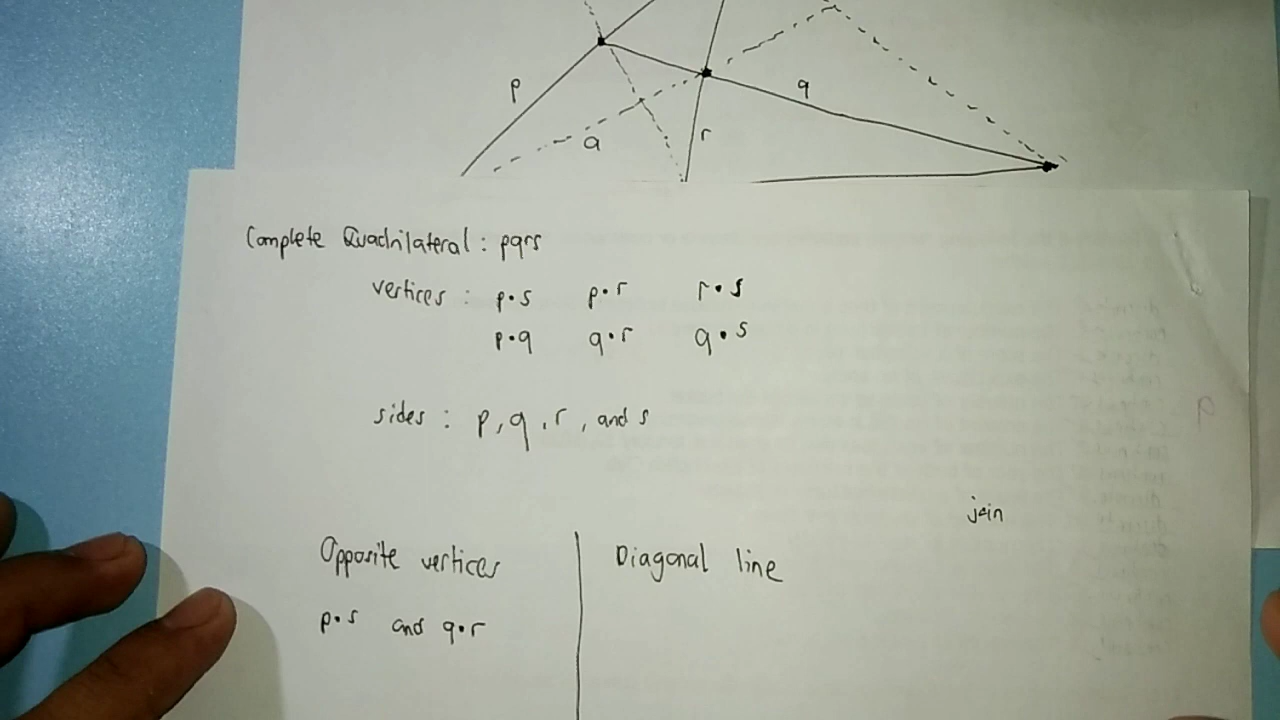 p
q
a
r
Complete Quadrilateral : pqrs
vertices : p·s p·r r·s
p·q q·r q·s
sides : p, q, r, and s
P
join
Opposite vertices Diagonal line
p·s and q·r